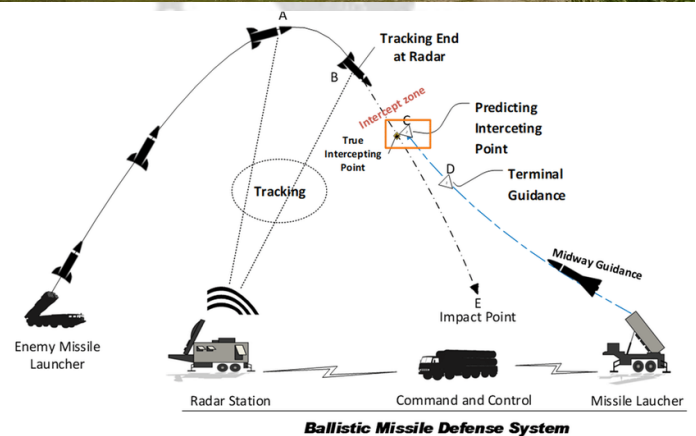 A
Tracking End
at Radar
B
Intercept zone
C
Predicting
Interceting
Point
True
Intercepting
Point
D
Terminal
Guidance
Tracking
Midway Guidance
E
Impact Point
Enemy Missile
Launcher
Radar Station
Command and Control
Missile Laucher
Ballistic Missile Defense System